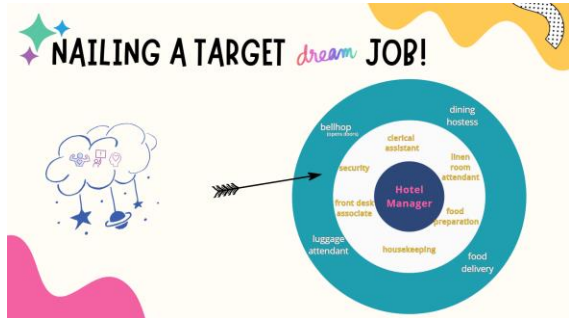 NAILING A TARGET dream JOB!
bellhop
(opens doors)
dining
hostess
clerical
assistant
security
linen
room
attendant
Hotel
Manager
front desk
associate
food
preparation
luggage
attendant
housekeeping
food
delivery